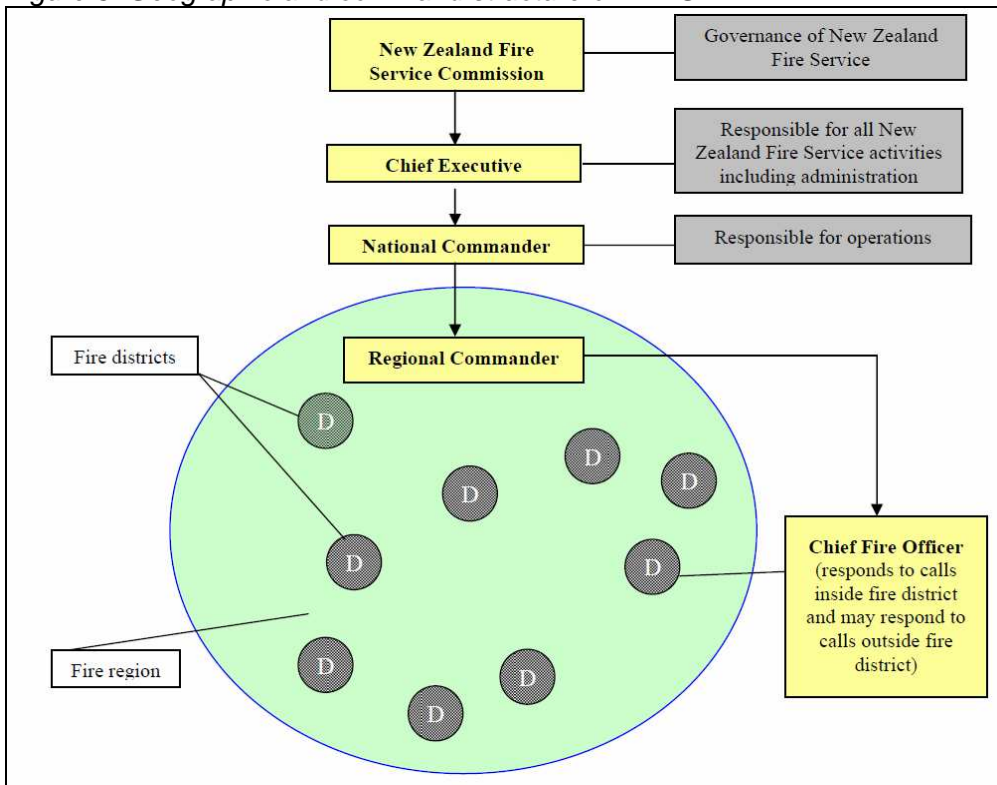 New Zealand Fire
Service Commission
Governance of New Zealand
Fire Service
Chief Executive
Responsible for all New
Zealand Fire Service activities
including administration
National Commander
Responsible for operations
Regional Commander
Fire districts
D
D
D
D
D
D
Chief Fire Officer
(responds to calls
inside fire district
and may respond to
calls outside fire
district)
Fire region
D
D
D